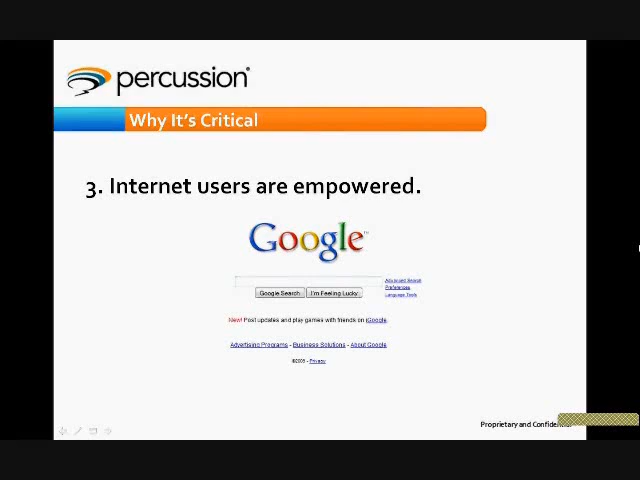 percussion
Why It's Critical
3. Internet users are empowered.
Google™
Advanced Search
Preferences
Language Tools
Google Search I'm Feeling Lucky
New! Post updates and play games with friends on iGoogle.
Advertising Programs - Business Solutions - About Google
©2009 - Privacy
Proprietary and